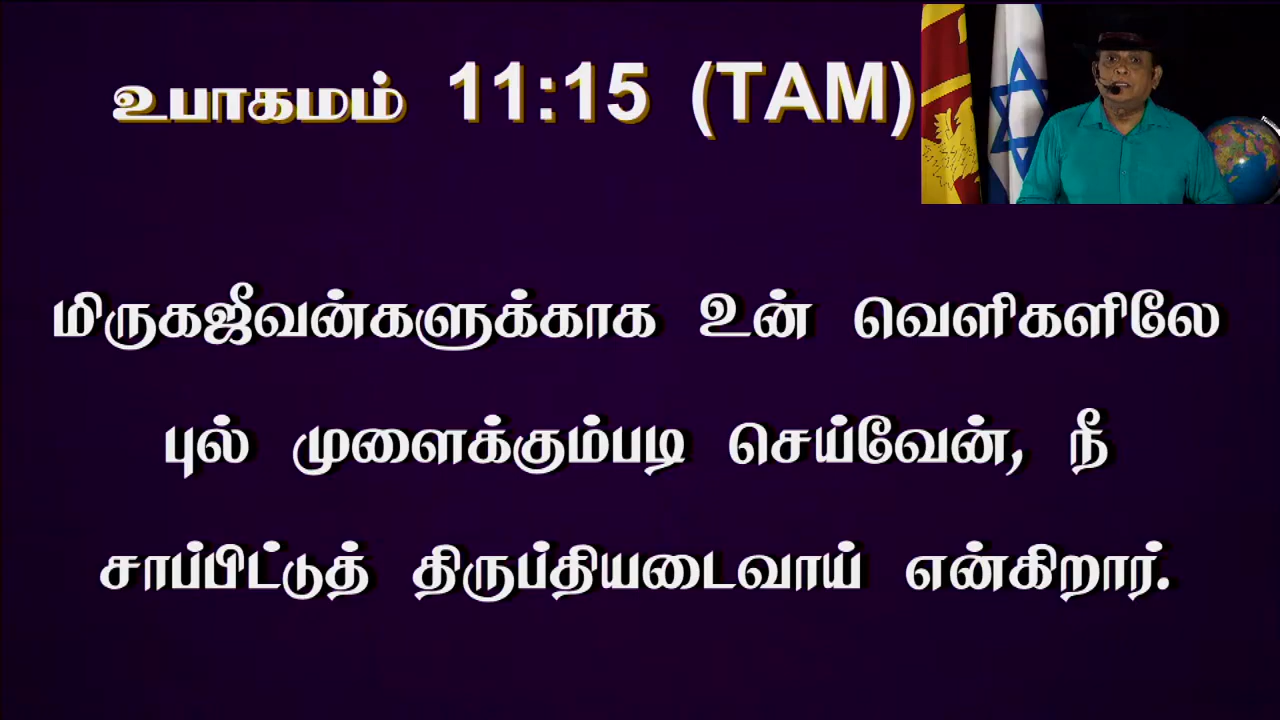 உபாகமம் 11:15 (TAM)
மிருகஜீவன்களுக்காக உன் வெளிகளிலே
புல் முளைக்கும்படி செய்வேன், நீ
சாப்பிட்டுத் திருப்தியடைவாய் என்கிறார்.